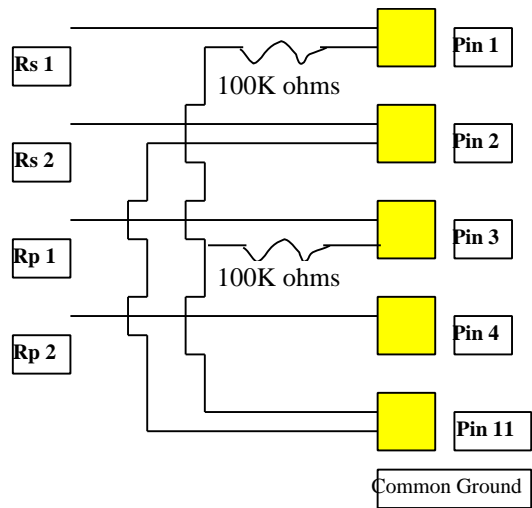 Rs 1
Pin 1
100K ohms
Rs 2
Pin 2
Rp 1
Pin 3
100K ohms
Rp 2
Pin 4
Pin 11
Common Ground